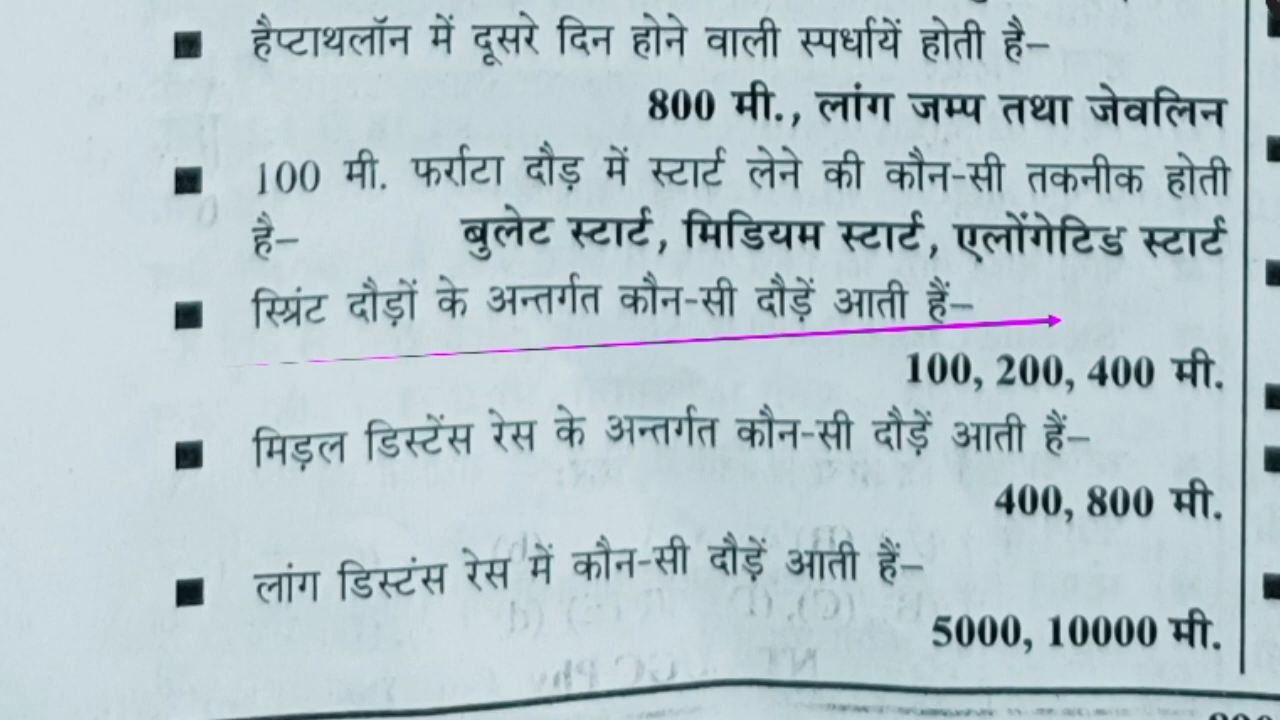 ■ हैप्टाथलॉन में दूसरे दिन होने वाली स्पर्धायें होती है–
800 मी., लांग जम्प तथा जेवलिन
■ 100 मी. फर्राटा दौड़ में स्टार्ट लेने की कौन-सी तकनीक होती
है– बुलेट स्टार्ट, मिडियम स्टार्ट, एलोंगेटिड स्टार्ट
■ स्प्रिंट दौड़ों के अन्तर्गत कौन-सी दौड़ें आती हैं–
100, 200, 400 मी.
■ मिड़ल डिस्टेंस रेस के अन्तर्गत कौन-सी दौड़ें आती हैं–
400, 800 मी.
■ लांग डिस्टंस रेस में कौन-सी दौड़ें आती हैं–
5000, 10000 मी.